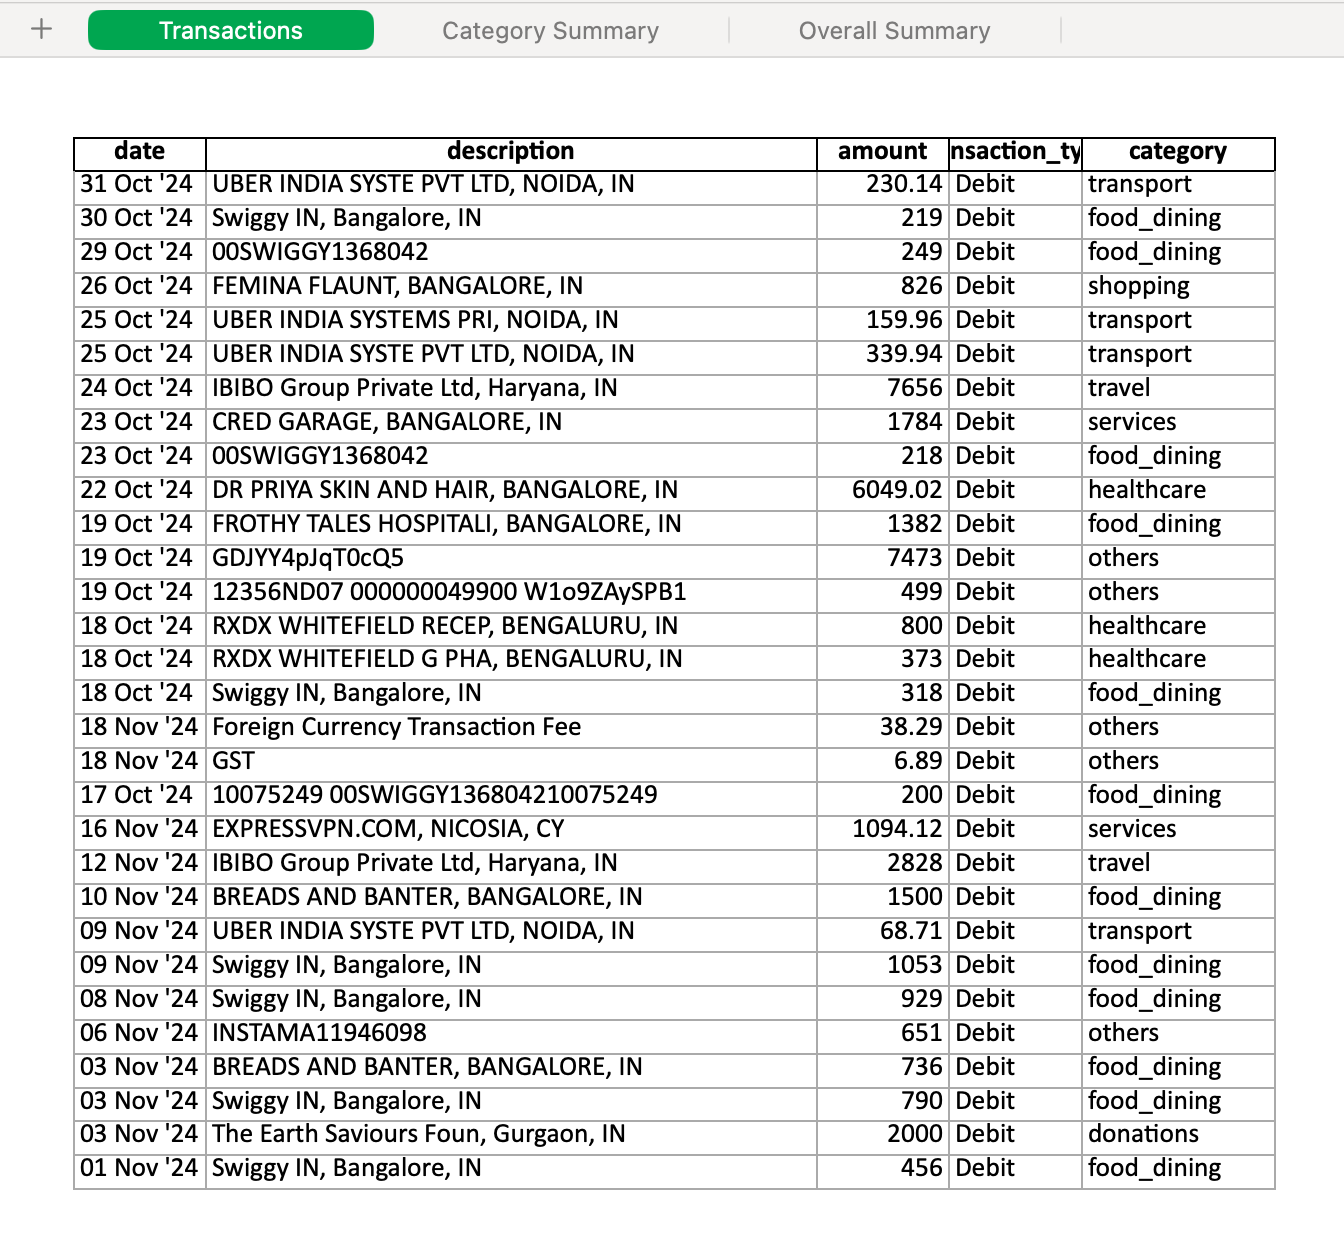 + Transactions Category Summary Overall Summary
date description amount nsaction_ty category
31 Oct '24 UBER INDIA SYSTE PVT LTD, NOIDA, IN 230.14 Debit transport
30 Oct '24 Swiggy IN, Bangalore, IN 219 Debit food_dining
29 Oct '24 00SWIGGY1368042 249 Debit food_dining
26 Oct '24 FEMINA FLAUNT, BANGALORE, IN 826 Debit shopping
25 Oct '24 UBER INDIA SYSTEMS PRI, NOIDA, IN 159.96 Debit transport
25 Oct '24 UBER INDIA SYSTE PVT LTD, NOIDA, IN 339.94 Debit transport
24 Oct '24 IBIBO Group Private Ltd, Haryana, IN 7656 Debit travel
23 Oct '24 CRED GARAGE, BANGALORE, IN 1784 Debit services
23 Oct '24 00SWIGGY1368042 218 Debit food_dining
22 Oct '24 DR PRIYA SKIN AND HAIR, BANGALORE, IN 6049.02 Debit healthcare
19 Oct '24 FROTHY TALES HOSPITALI, BANGALORE, IN 1382 Debit food_dining
19 Oct '24 GDJYY4pJqT0cQ5 7473 Debit others
19 Oct '24 12356ND07 000000049900 W1o9ZAySPB1 499 Debit others
18 Oct '24 RXDX WHITEFIELD RECEP, BENGALURU, IN 800 Debit healthcare
18 Oct '24 RXDX WHITEFIELD G PHA, BENGALURU, IN 373 Debit healthcare
18 Oct '24 Swiggy IN, Bangalore, IN 318 Debit food_dining
18 Nov '24 Foreign Currency Transaction Fee 38.29 Debit others
18 Nov '24 GST 6.89 Debit others
17 Oct '24 10075249 00SWIGGY136804210075249 200 Debit food_dining
16 Nov '24 EXPRESSVPN.COM, NICOSIA, CY 1094.12 Debit services
12 Nov '24 IBIBO Group Private Ltd, Haryana, IN 2828 Debit travel
10 Nov '24 BREADS AND BANTER, BANGALORE, IN 1500 Debit food_dining
09 Nov '24 UBER INDIA SYSTE PVT LTD, NOIDA, IN 68.71 Debit transport
09 Nov '24 Swiggy IN, Bangalore, IN 1053 Debit food_dining
08 Nov '24 Swiggy IN, Bangalore, IN 929 Debit food_dining
06 Nov '24 INSTAMA11946098 651 Debit others
03 Nov '24 BREADS AND BANTER, BANGALORE, IN 736 Debit food_dining
03 Nov '24 Swiggy IN, Bangalore, IN 790 Debit food_dining
03 Nov '24 The Earth Saviours Foun, Gurgaon, IN 2000 Debit donations
01 Nov '24 Swiggy IN, Bangalore, IN 456 Debit food_dining